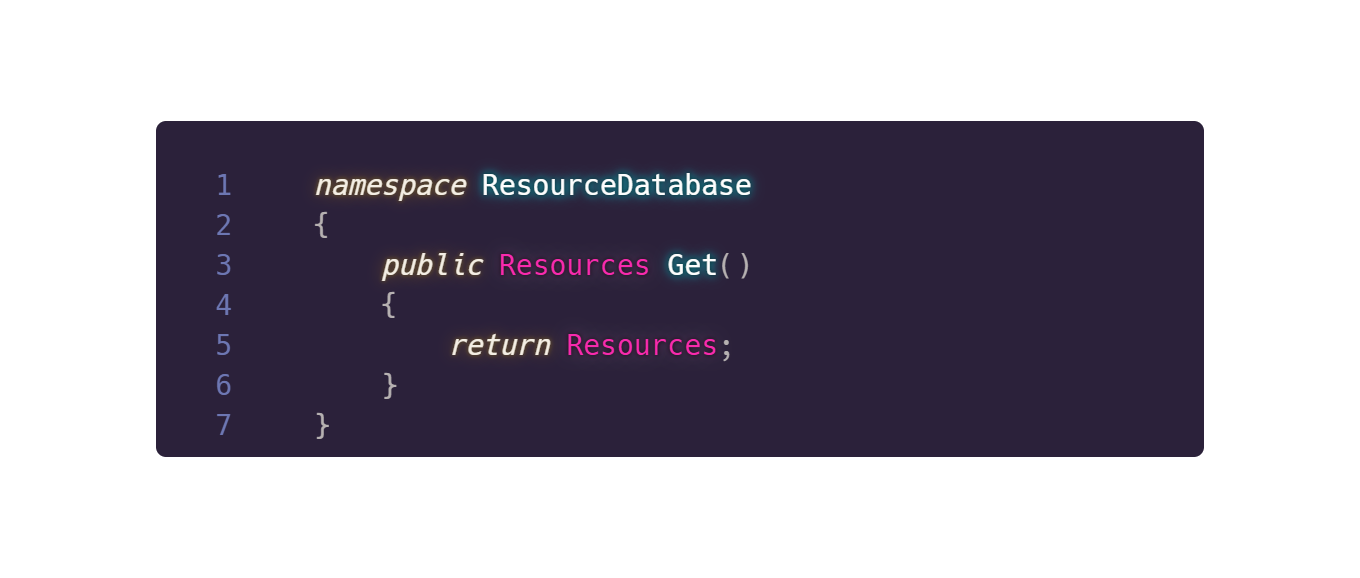 1 namespace ResourceDatabase
2 {
3     public Resources Get()
4     {
5         return Resources;
6     }
7 }